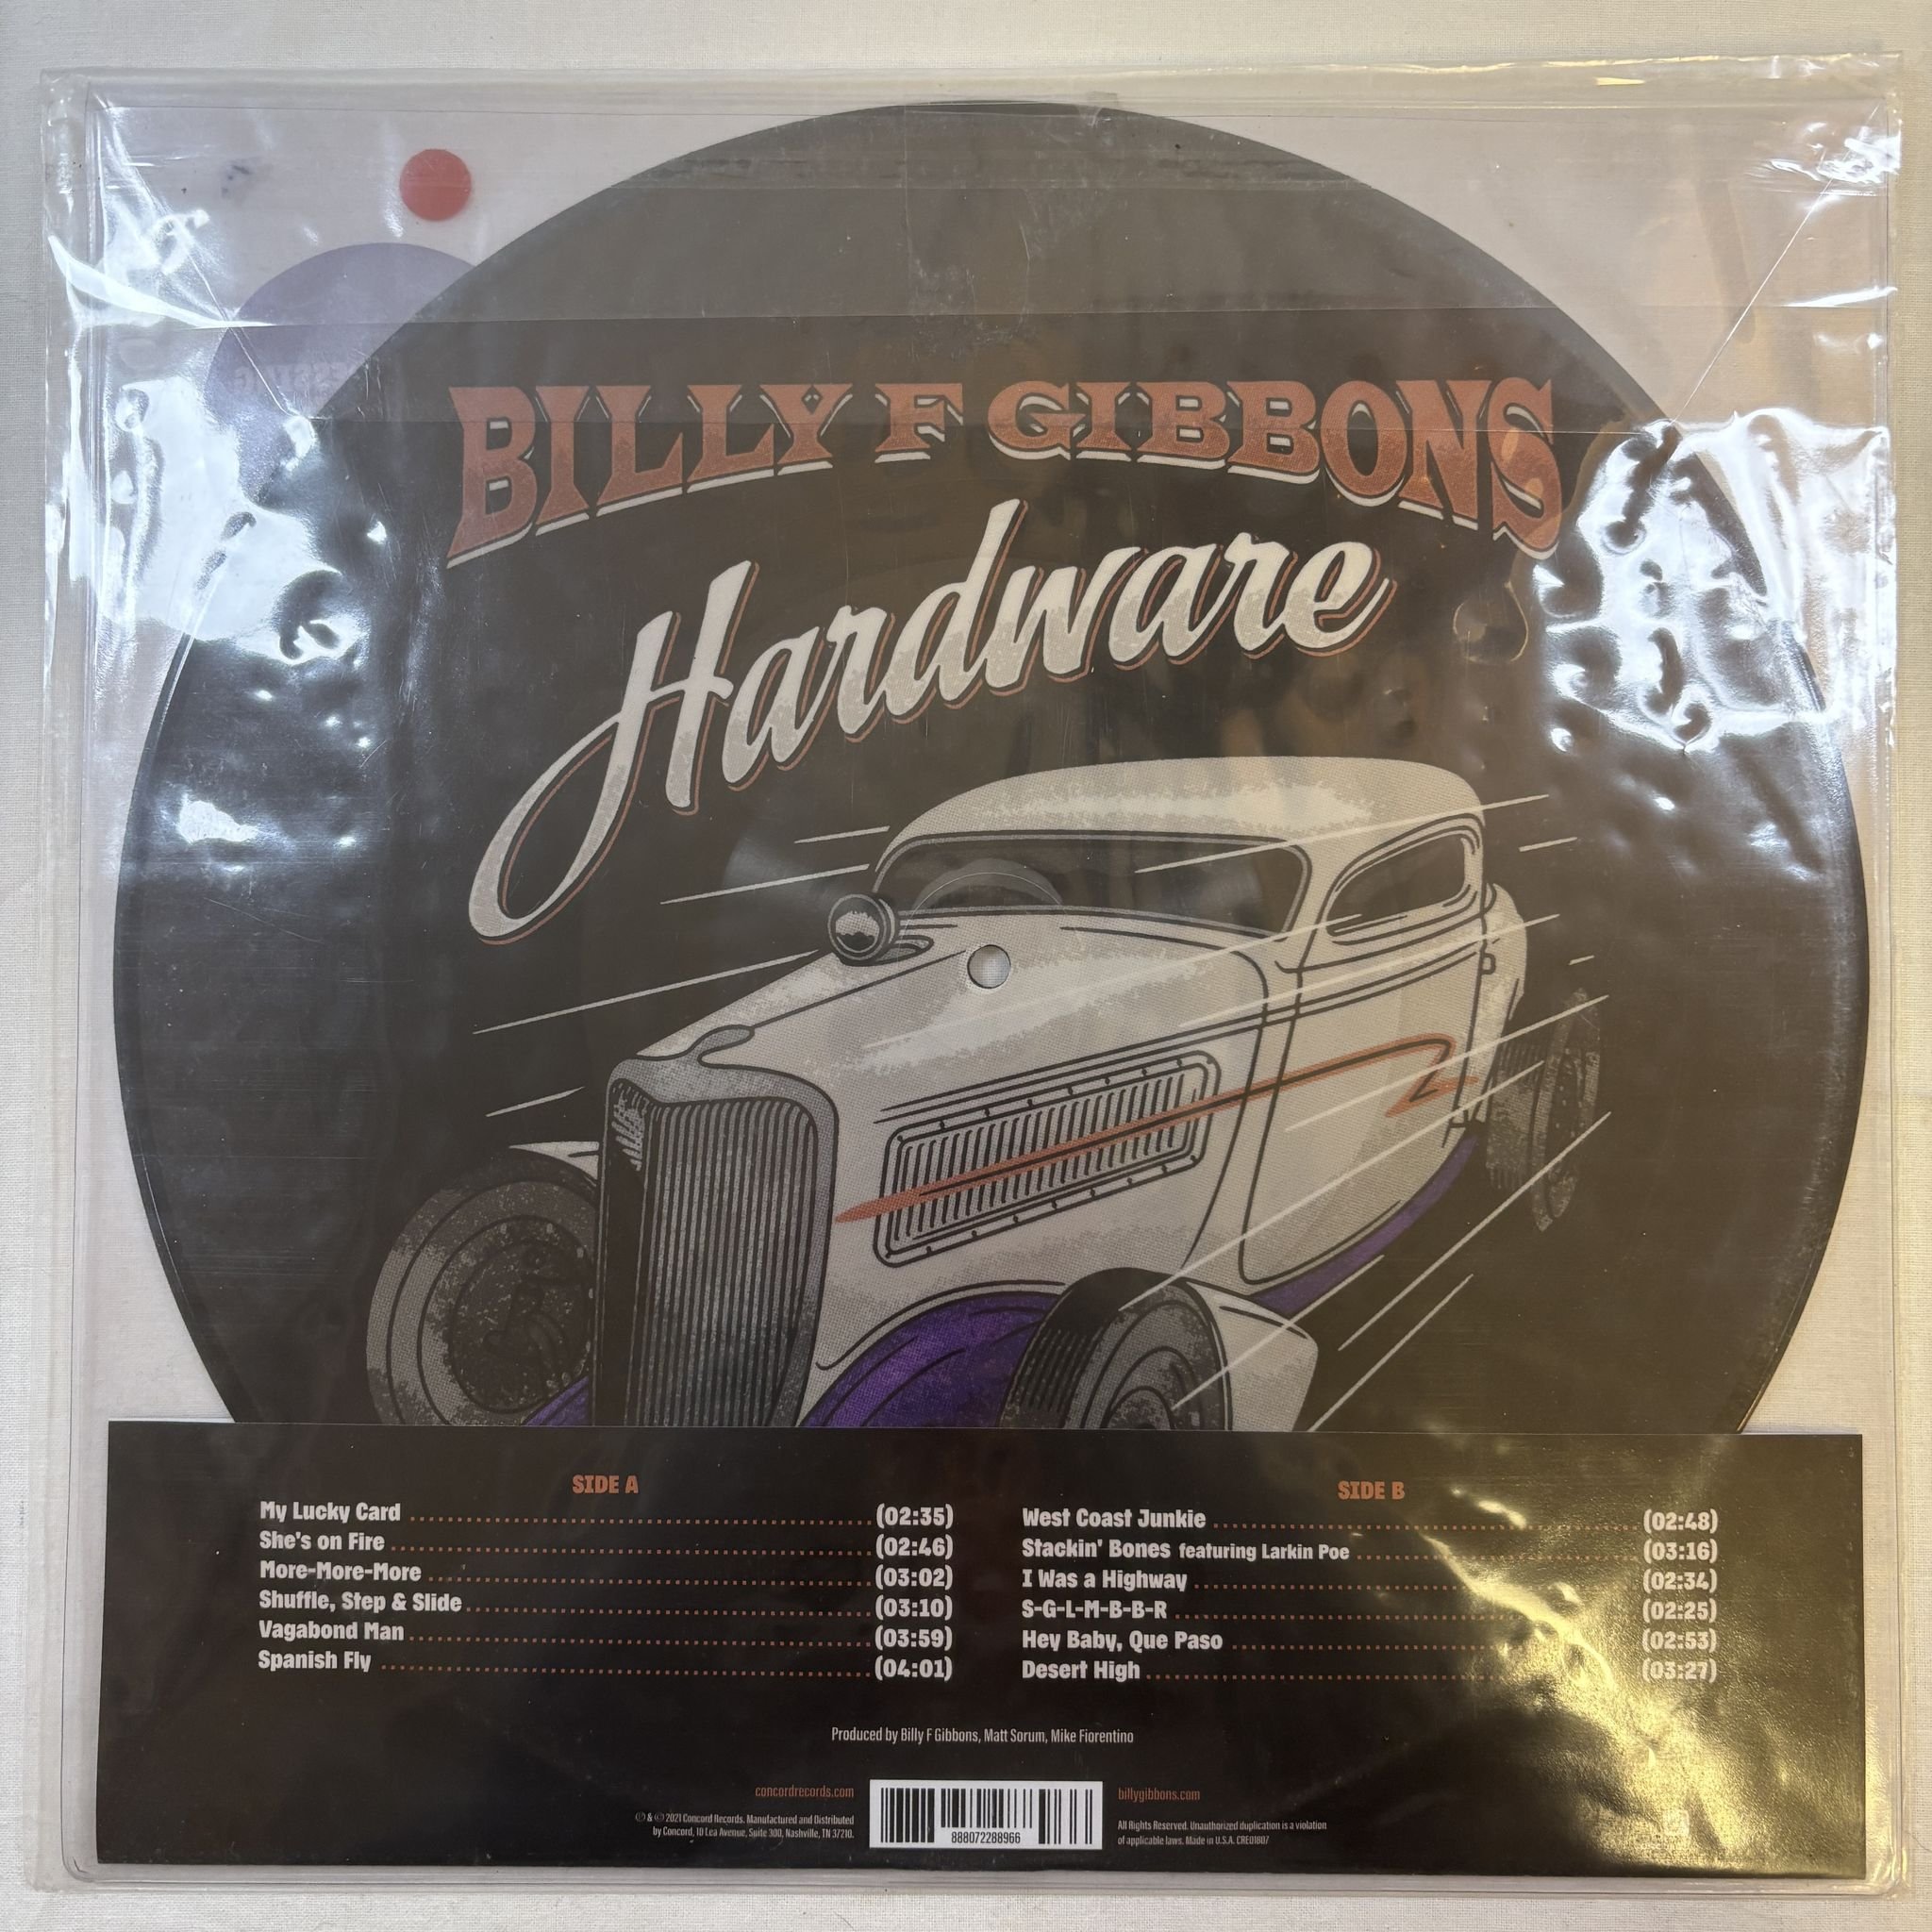 BILLY F GIBBONS
Hardware
SIDE A
My Lucky Card (02:35)
She's on Fire (02:46)
More-More-More (03:02)
Shuffle, Step & Slide (03:10)
Vagabond Man (03:59)
Spanish Fly (04:01)
SIDE B
West Coast Junkie (02:48)
Stackin' Bones featuring Larkin Poe (03:16)
I Was a Highway (02:34)
S-G-L-M-B-B-R (02:25)
Hey Baby, Que Paso (02:53)
Desert High (03:27)
Produced by Billy F Gibbons, Matt Sorum, Mike Fiorentino
concordrecords.com
℗ & © 2021 Concord Records. Manufactured and Distributed
by Concord, 10 Lea Avenue, Suite 300, Nashville, TN 37210.
888072288966
billygibbons.com
All Rights Reserved. Unauthorized duplication is a violation
of applicable laws. Made in U.S.A. CRE01807